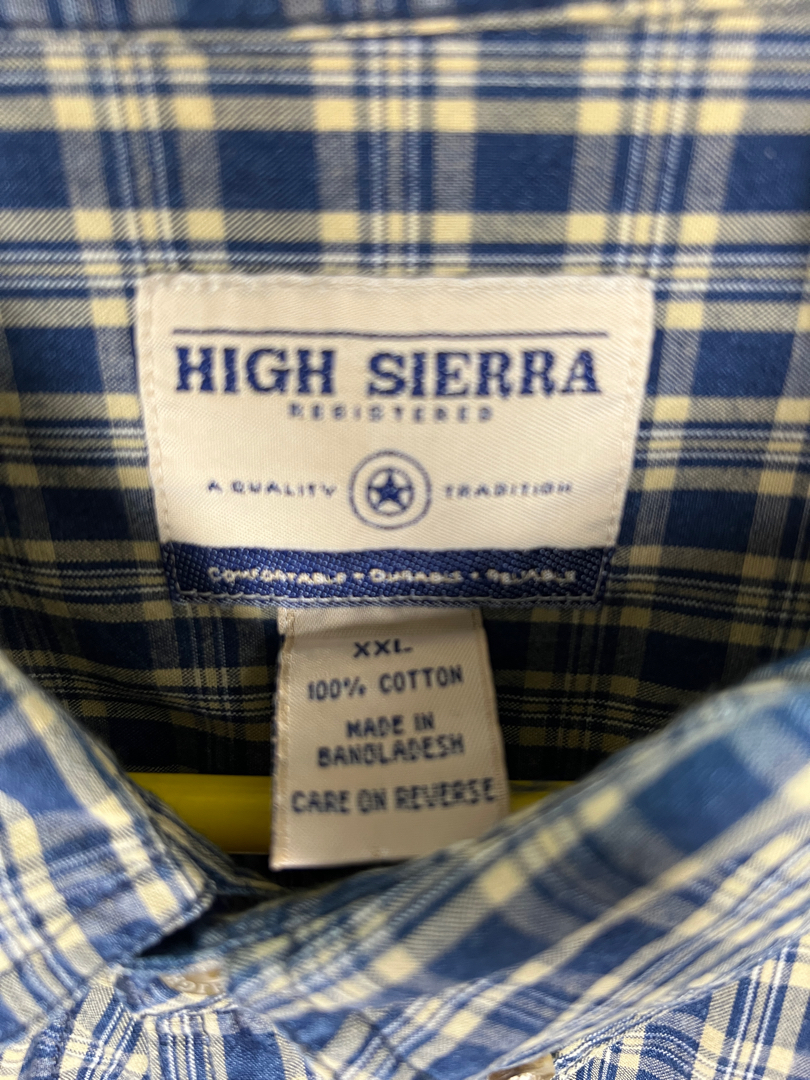 HIGH SIERRA
REGISTERED
A QUALITY TRADITION
COMFORTABLE • DURABLE • RELIABLE
XXL
100% COTTON
MADE IN
BANGLADESH
CARE ON REVERSE